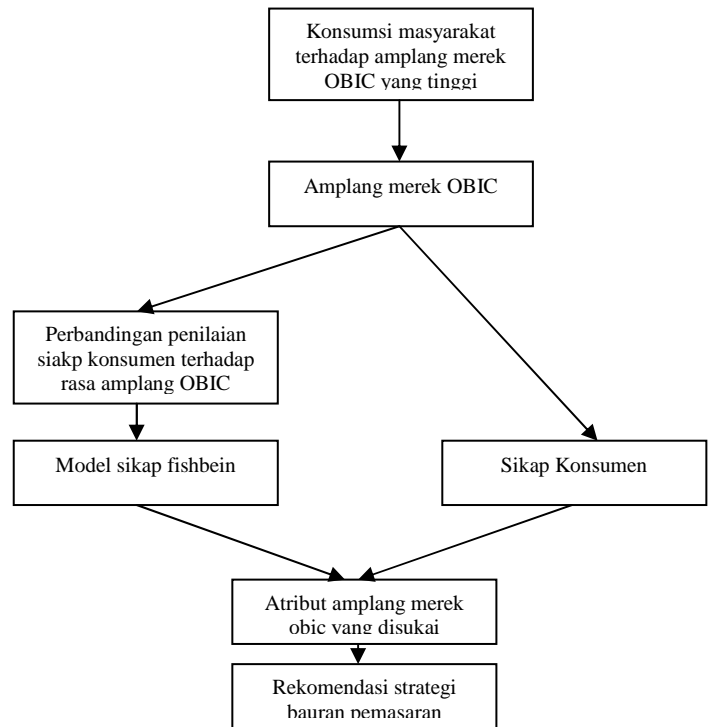 Konsumsi masyarakat
terhadap amplang merek
OBIC yang tinggi
Amplang merek OBIC
Perbandingan penilaian
siakp konsumen terhadap
rasa amplang OBIC
Model sikap fishbein
Sikap Konsumen
Atribut amplang merek
obic yang disukai
Rekomendasi strategi
bauran pemasaran